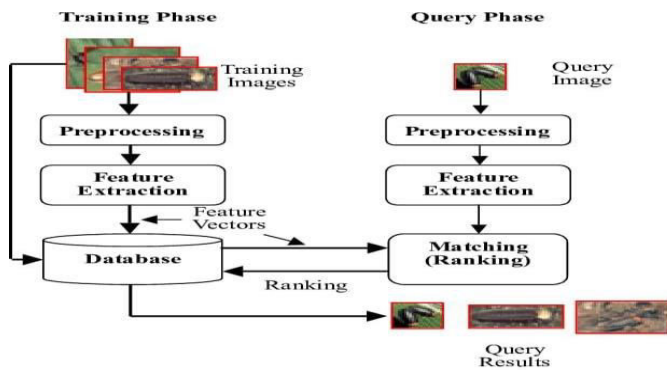 Training Phase
Query Phase
Training
Images
Query
Image
Preprocessing
Preprocessing
Feature
Extraction
Feature
Extraction
Feature
Vectors
Database
Matching
(Ranking)
Ranking
Query
Results